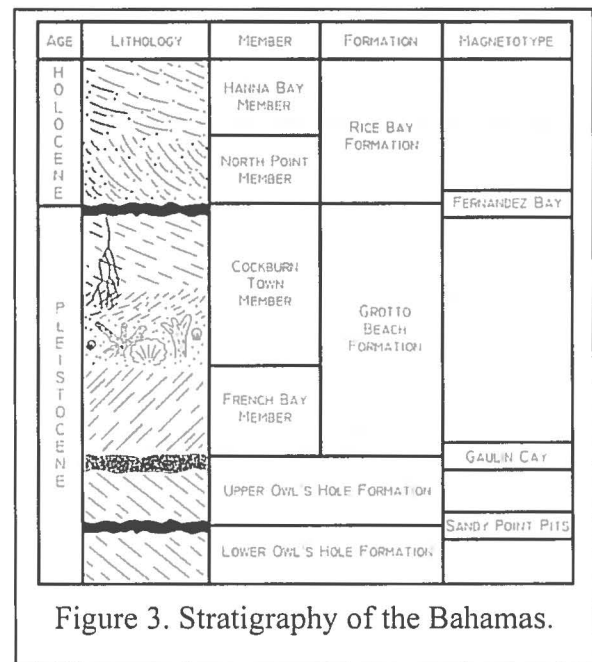 AGE LITHOLOGY MEMBER FORMATION MAGNETOTYPE
HOLOCENE
HANNA BAY
MEMBER
RICE BAY
FORMATION
NORTH POINT
MEMBER
FERNANDEZ BAY
PLEISTOCENE
COCKBURN
TOWN
MEMBER
GROTTO
BEACH
FORMATION
FRENCH BAY
MEMBER
GAULIN CAY
UPPER OWL'S HOLE FORMATION
SANDY POINT PITS
LOWER OWL'S HOLE FORMATION
Figure 3. Stratigraphy of the Bahamas.